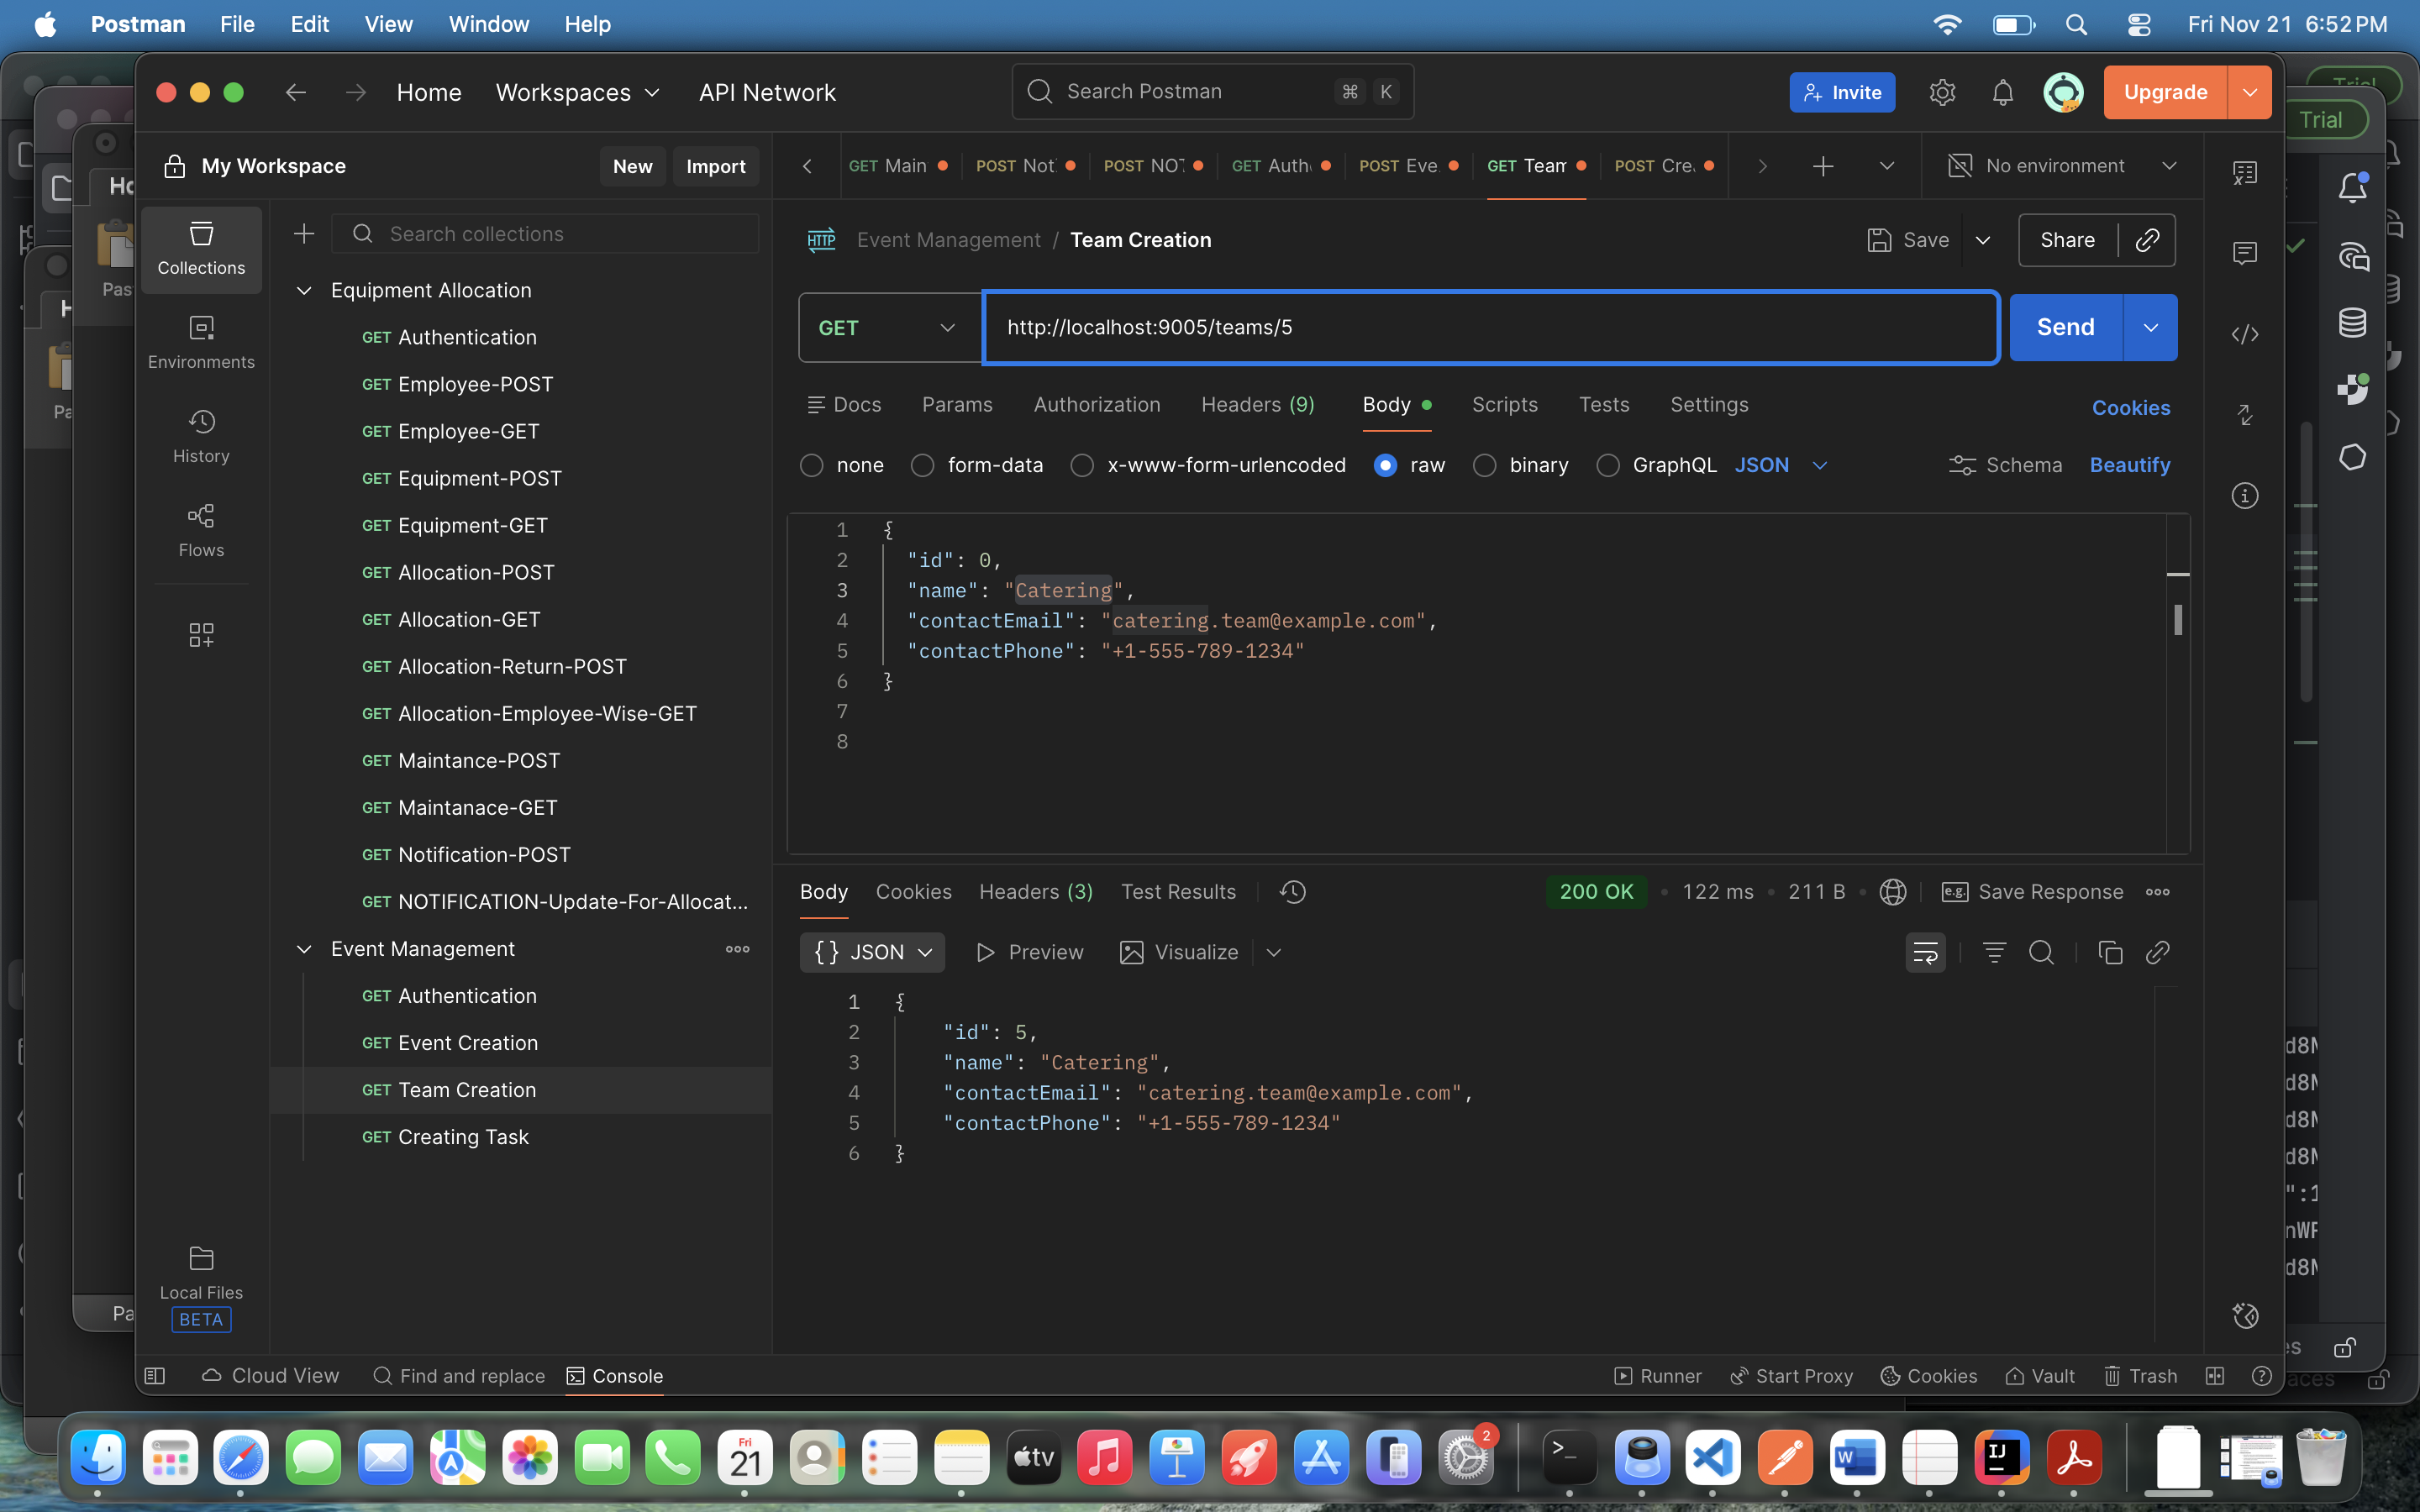 Postman File Edit View Window Help Fri Nov 21 6:52 PM
Home Workspaces API Network Search Postman ⌘ K Invite Upgrade
Trial
My Workspace New Import
GET Main POST Not POST NOT GET Auth POST Eve GET Team POST Cre No environment
Collections
Environments
History
Flows
Local Files
BETA
Search collections
Equipment Allocation
GET Authentication
GET Employee-POST
GET Employee-GET
GET Equipment-POST
GET Equipment-GET
GET Allocation-POST
GET Allocation-GET
GET Allocation-Return-POST
GET Allocation-Employee-Wise-GET
GET Maintance-POST
GET Maintanace-GET
GET Notification-POST
GET NOTIFICATION-Update-For-Allocat...
Event Management
GET Authentication
GET Event Creation
GET Team Creation
GET Creating Task
HTTP Event Management / Team Creation Save Share
GET http://localhost:9005/teams/5 Send
Docs Params Authorization Headers (9) Body Scripts Tests Settings Cookies
none form-data x-www-form-urlencoded raw binary GraphQL JSON Schema Beautify
1 {
2 "id": 0,
3 "name": "Catering",
4 "contactEmail": "catering.team@example.com",
5 "contactPhone": "+1-555-789-1234"
6 }
7
8
Body Cookies Headers (3) Test Results 200 OK 122 ms 211 B e.g. Save Response
{} JSON Preview Visualize
1 {
2 "id": 5,
3 "name": "Catering",
4 "contactEmail": "catering.team@example.com",
5 "contactPhone": "+1-555-789-1234"
6 }
Cloud View Find and replace Console Runner Start Proxy Cookies Vault Trash
Fri
21
tv
2
W
IJ